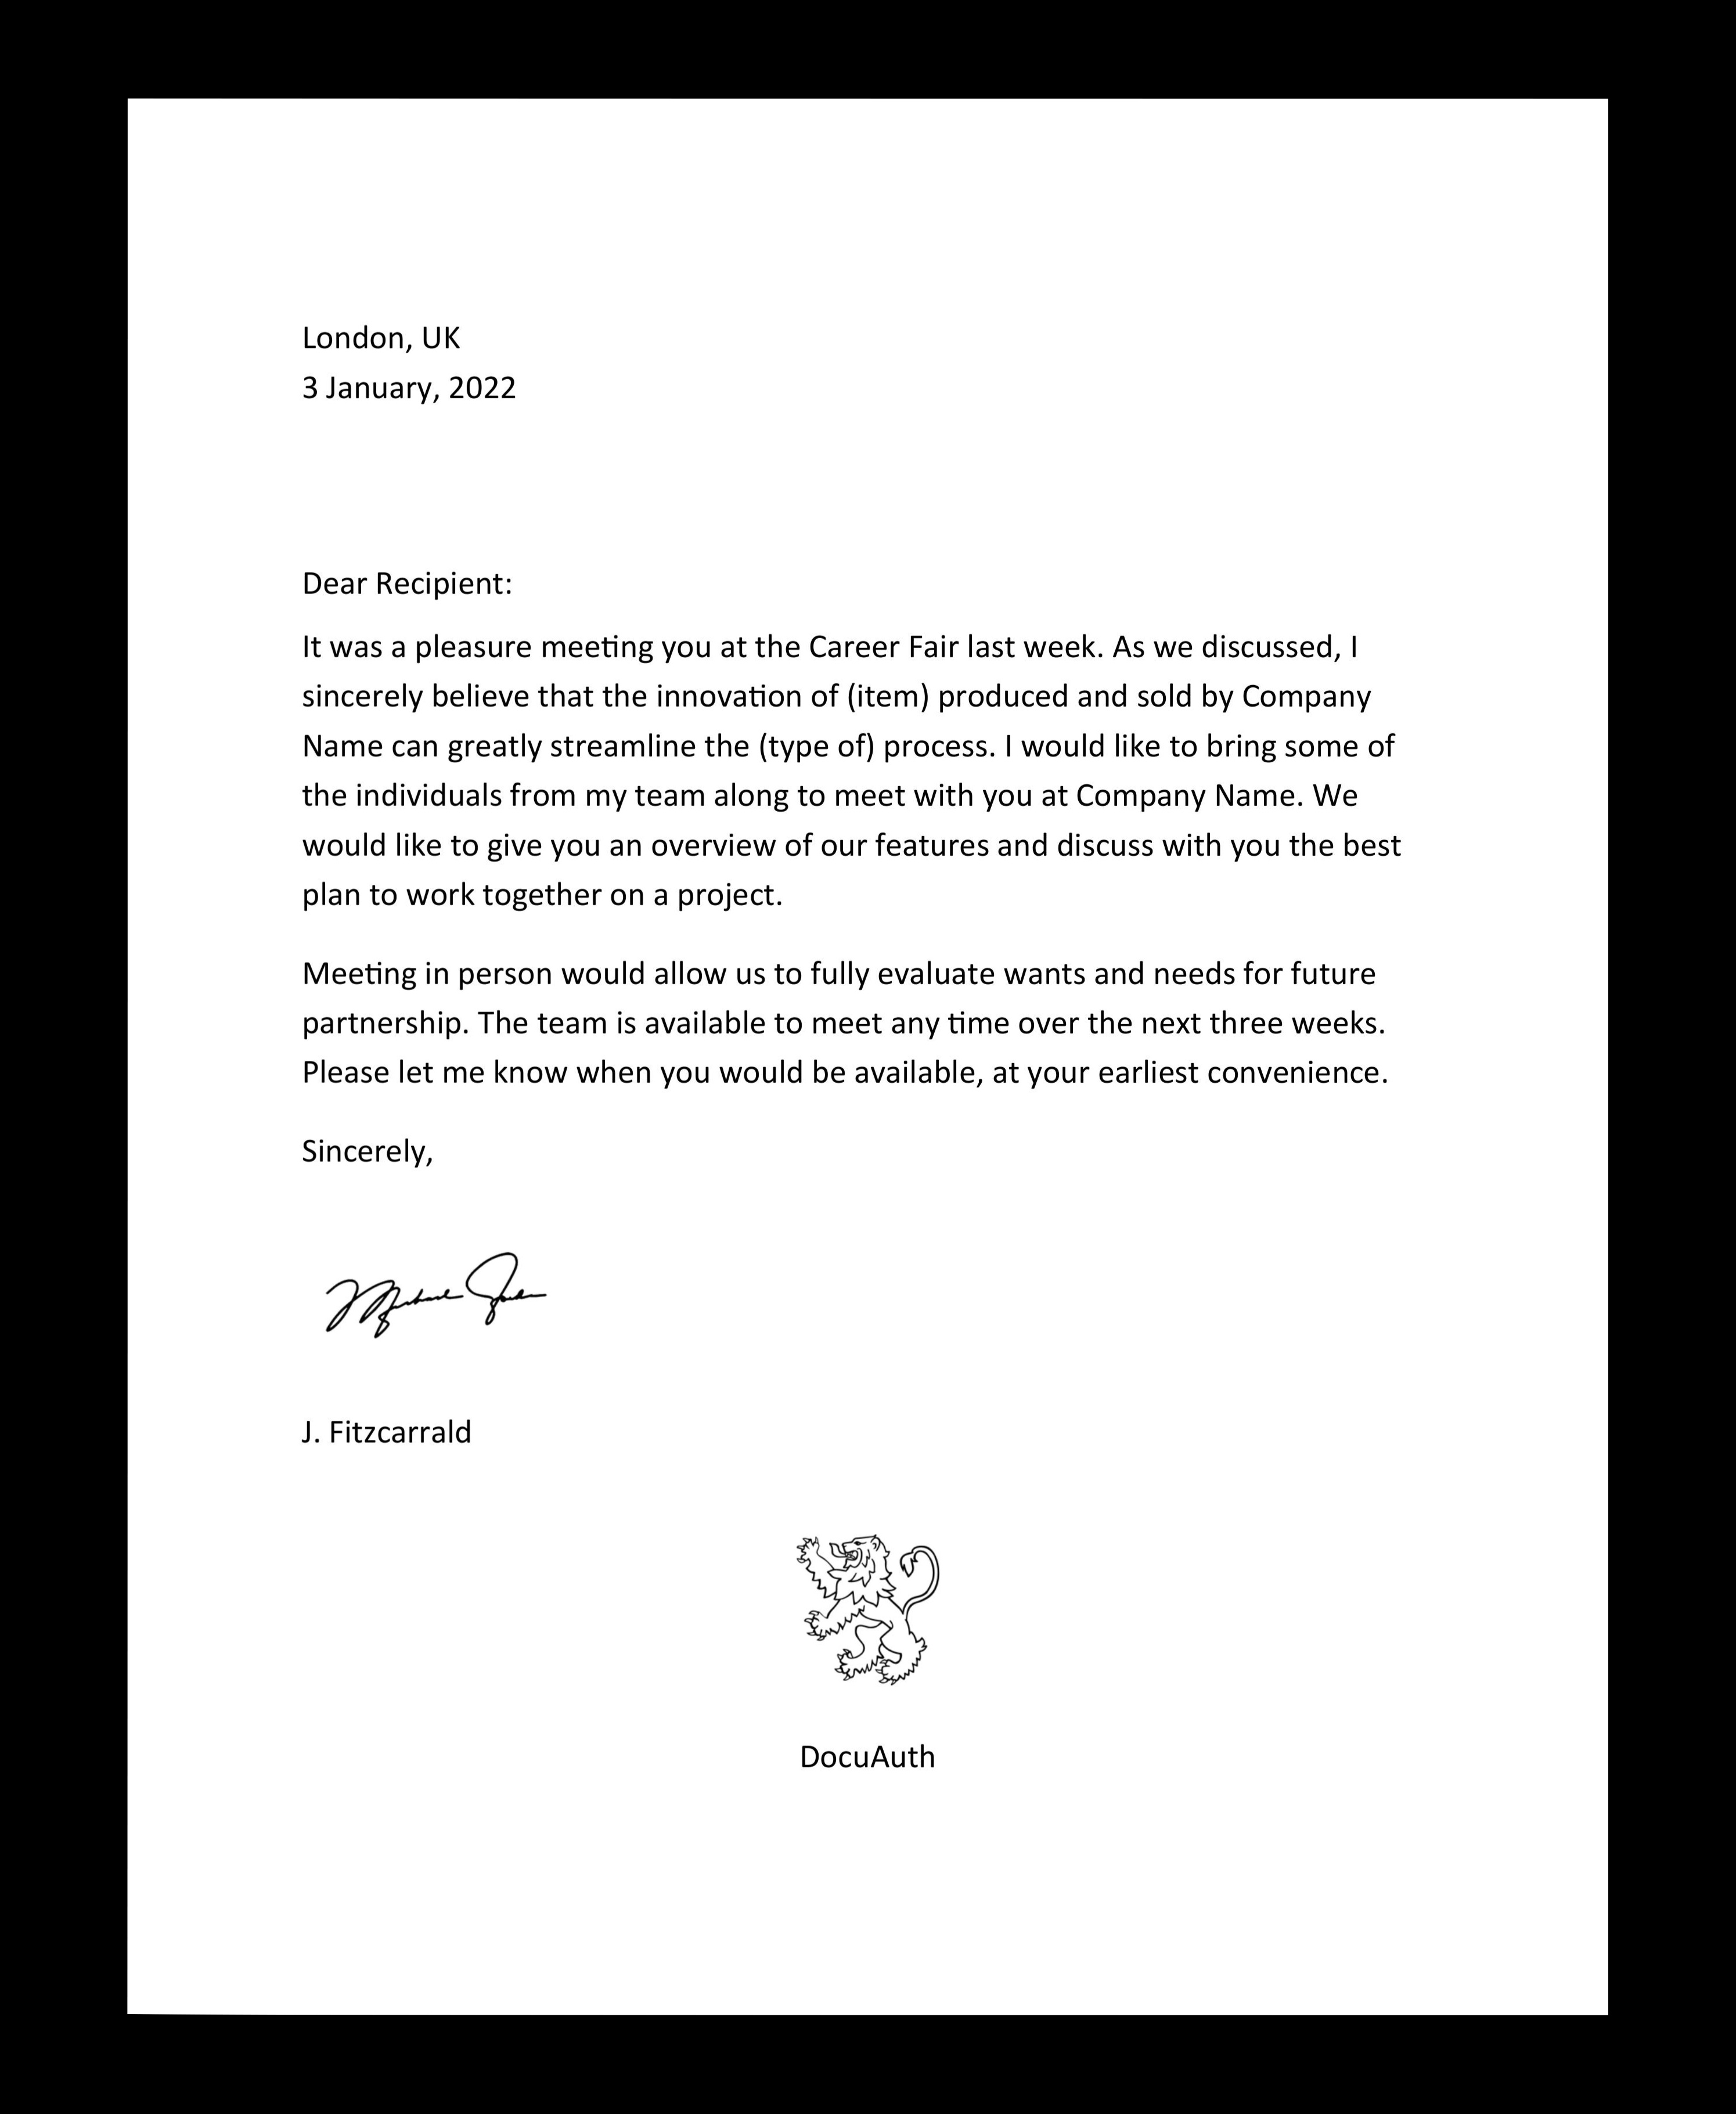 London, UK
3 January, 2022
Dear Recipient:
It was a pleasure meeting you at the Career Fair last week. As we discussed, I
sincerely believe that the innovation of (item) produced and sold by Company
Name can greatly streamline the (type of) process. I would like to bring some of
the individuals from my team along to meet with you at Company Name. We
would like to give you an overview of our features and discuss with you the best
plan to work together on a project.
Meeting in person would allow us to fully evaluate wants and needs for future
partnership. The team is available to meet any time over the next three weeks.
Please let me know when you would be available, at your earliest convenience.
Sincerely,
J. Fitzcarrald
DocuAuth